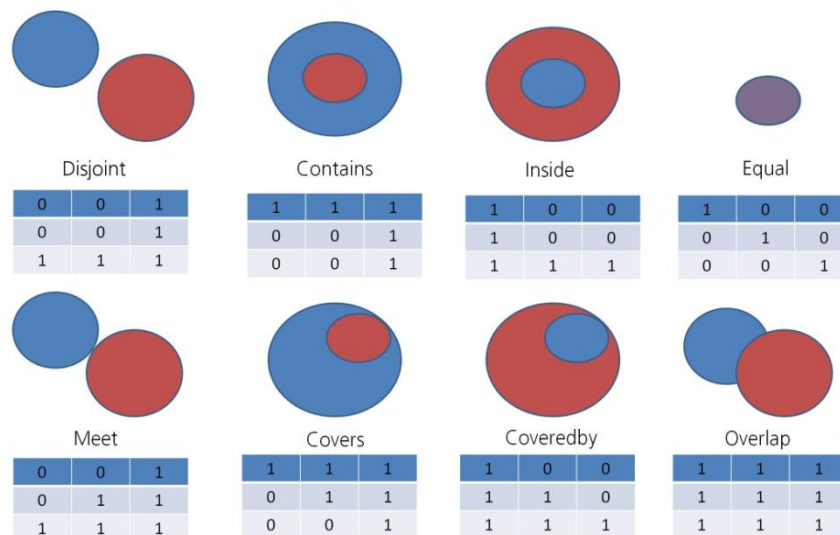 Disjoint Contains Inside Equal
0 0 1 1 1 1 1 0 0 1 0 0
0 0 1 0 0 1 1 0 0 0 1 0
1 1 1 0 0 1 1 1 1 0 0 1
Meet Covers Coveredby Overlap
0 0 1 1 1 1 1 0 0 1 1 1
0 1 1 0 1 1 1 1 0 1 1 1
1 1 1 0 0 1 1 1 1 1 1 1